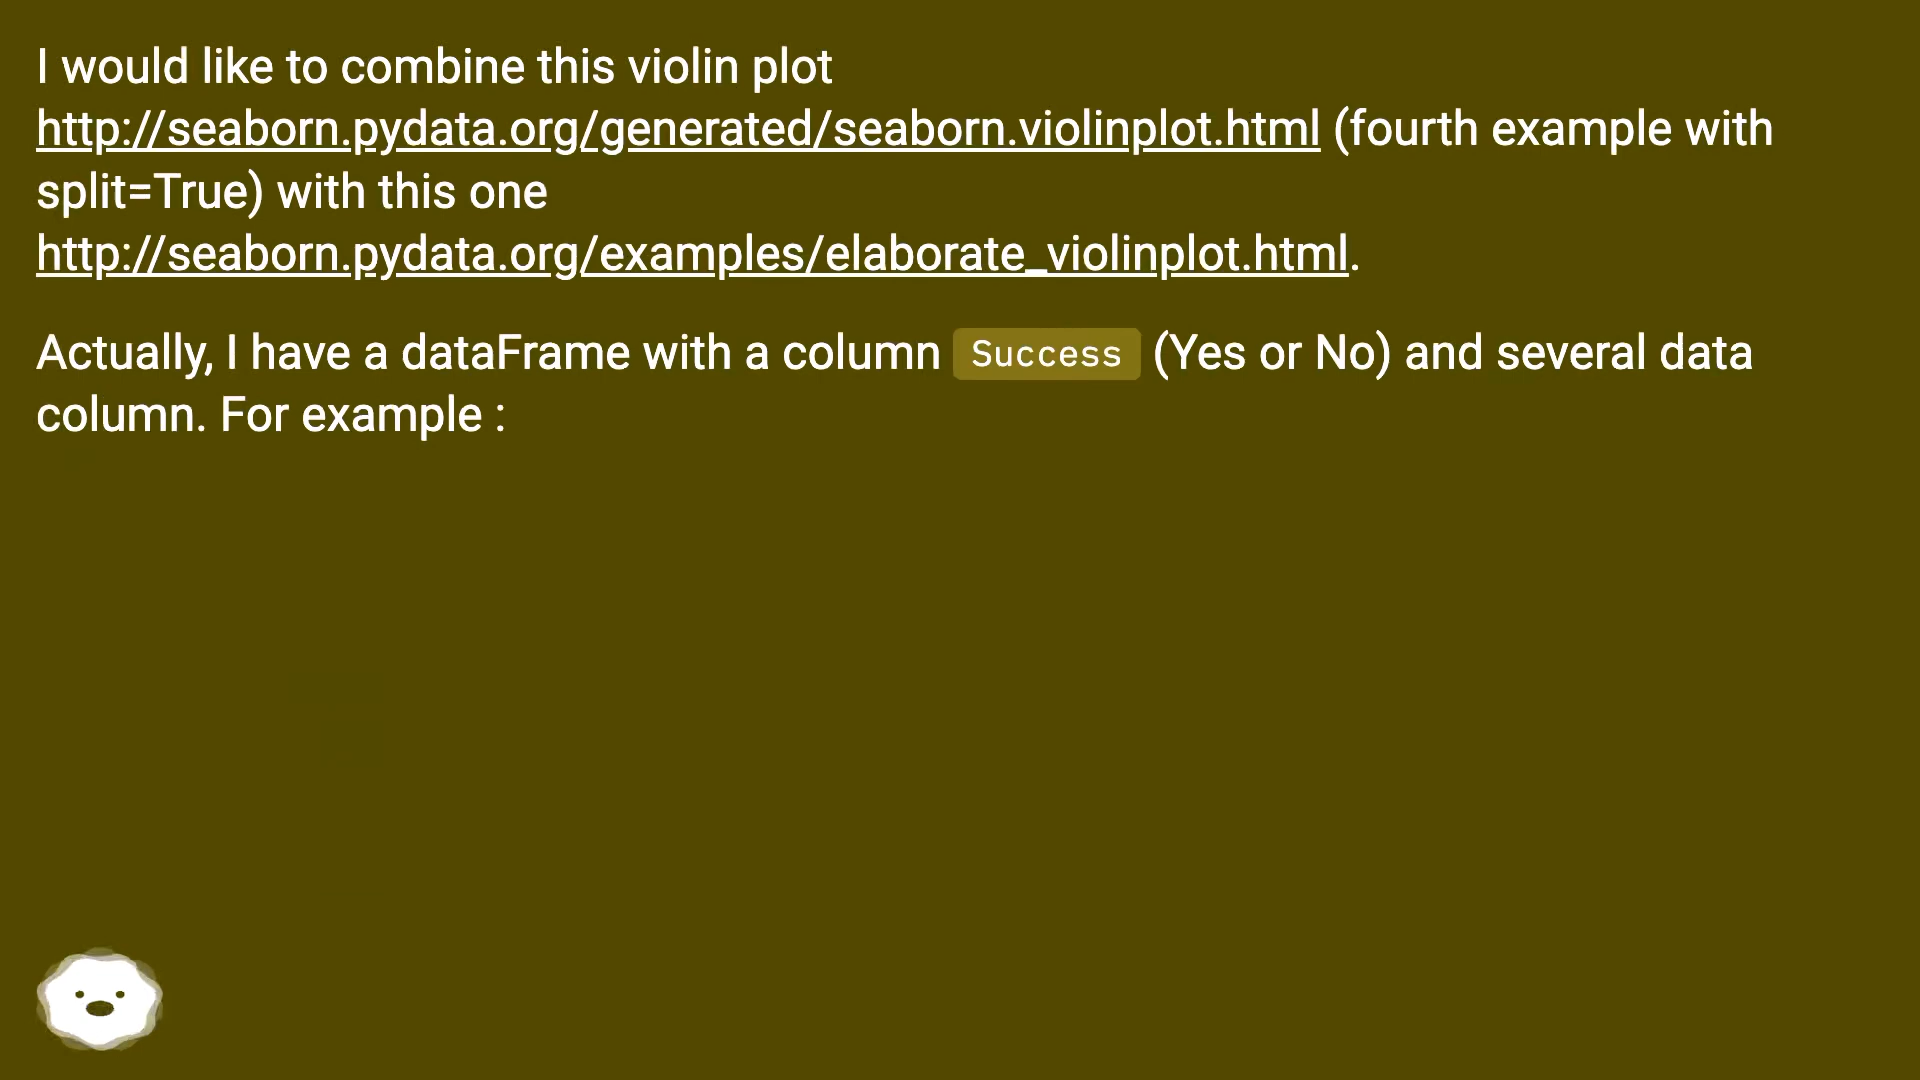 I would like to combine this violin plot
http://seaborn.pydata.org/generated/seaborn.violinplot.html (fourth example with
split=True) with this one
http://seaborn.pydata.org/examples/elaborate_violinplot.html.
Actually, I have a dataFrame with a column Success (Yes or No) and several data
column. For example :